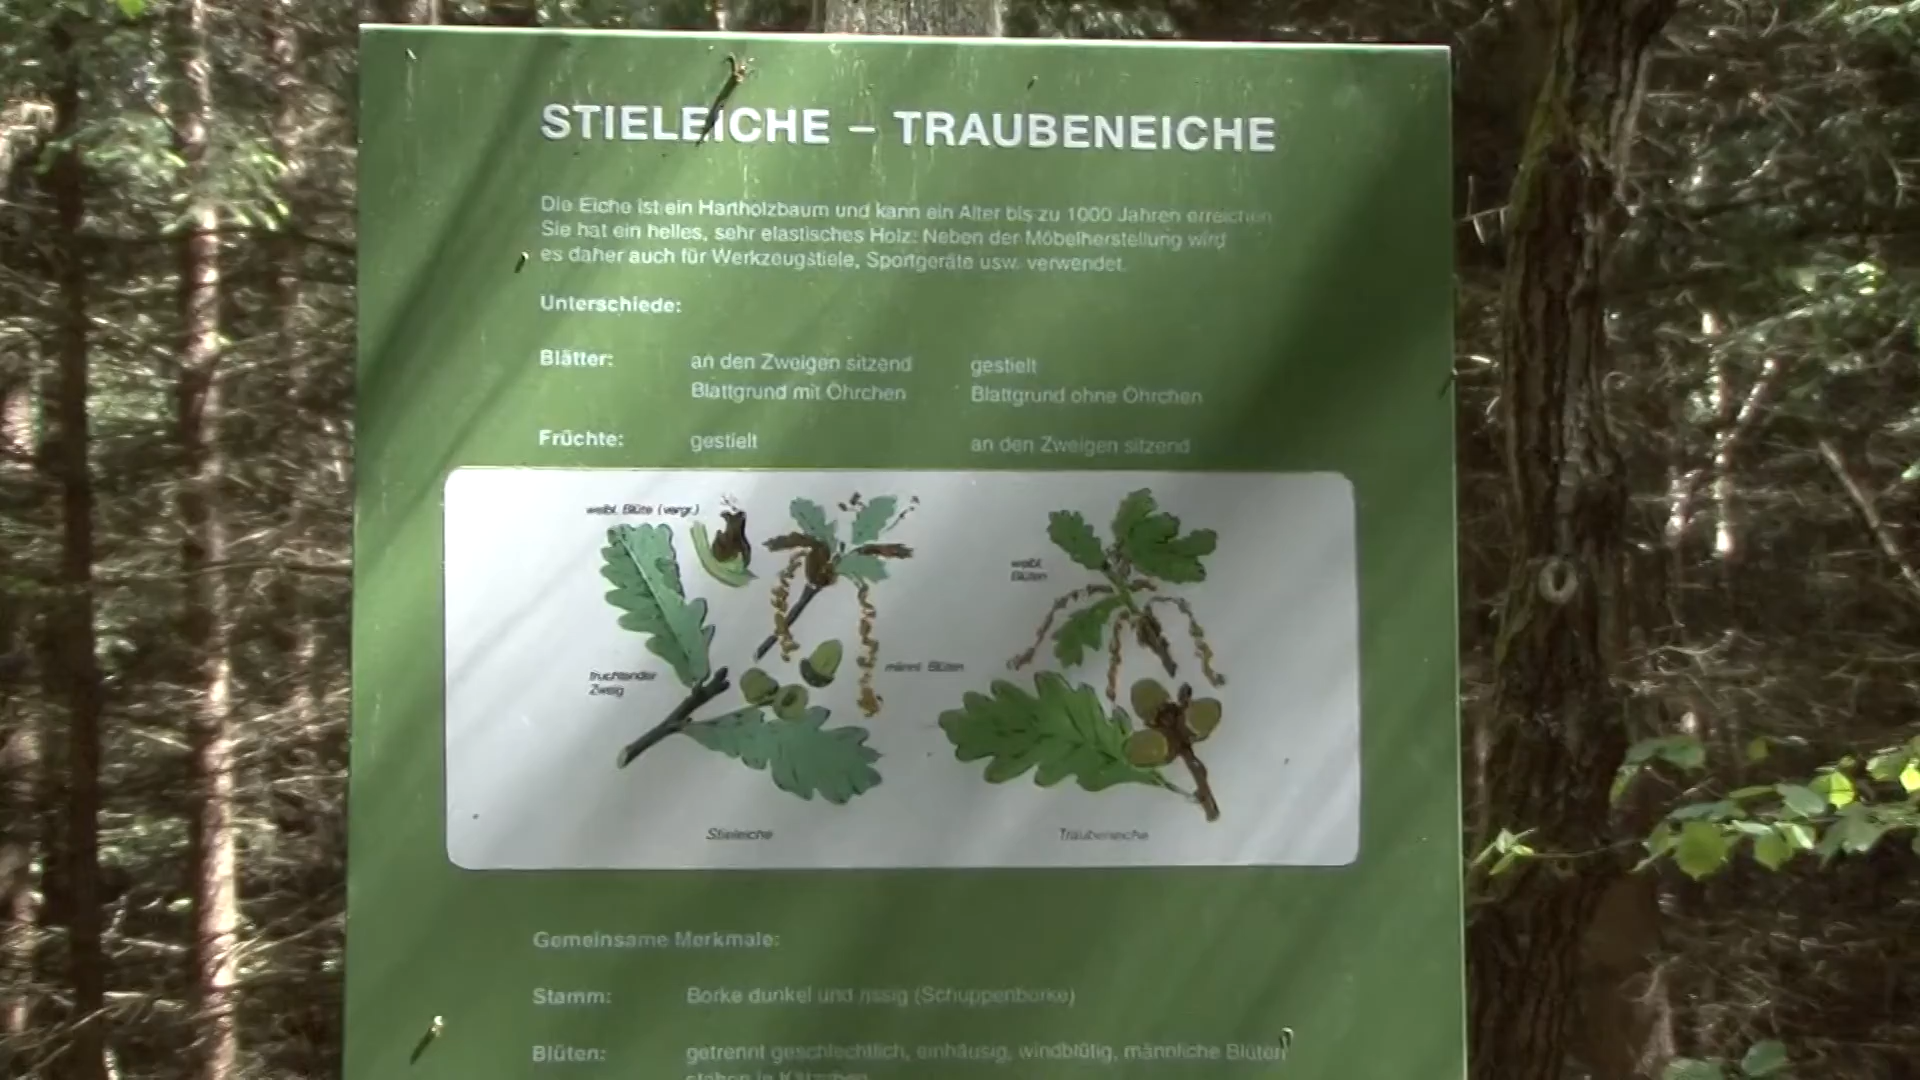 STIELEICHE – TRAUBENEICHE
Die Eiche ist ein Hartholzbaum und kann ein Alter bis zu 1000 Jahren erreichen
Sie hat ein helles, sehr elastisches Holz. Neben der Möbelherstellung wird
es daher auch für Werkzeugstiele, Sportgeräte usw. verwendet.
Unterschiede:
Blätter: an den Zweigen sitzend gestielt
Blattgrund mit Öhrchen Blattgrund ohne Öhrchen
Früchte: gestielt an den Zweigen sitzend
weibl. Blüte (vergr.)
weibl.
Blüten
fruchtender
Zweig
männl. Blüten
Stieleiche Traubeneiche
Gemeinsame Merkmale:
Stamm: Borke dunkel und rissig (Schuppenborke)
Blüten: getrennt geschlechtlich, einhäusig, windblütig, männliche Blüten
stehen in Kätzchen